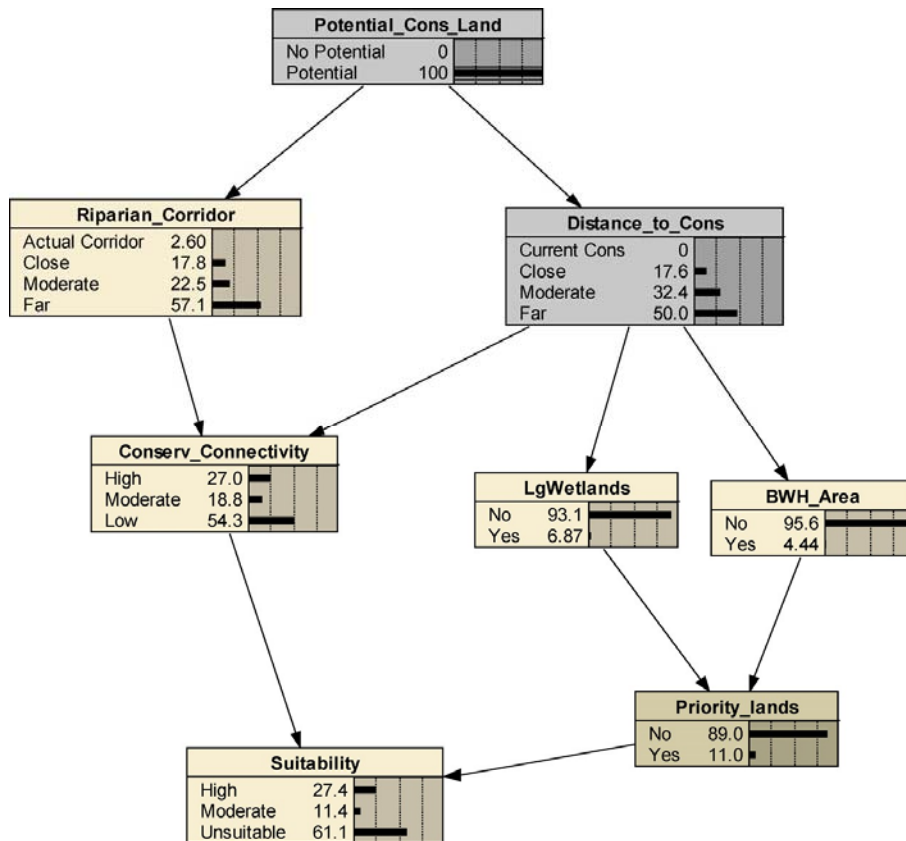 Potential_Cons_Land
No Potential 0
Potential 100
Riparian_Corridor
Actual Corridor 2.60
Close 17.8
Moderate 22.5
Far 57.1
Distance_to_Cons
Current Cons 0
Close 17.6
Moderate 32.4
Far 50.0
Conserv_Connectivity
High 27.0
Moderate 18.8
Low 54.3
LgWetlands
No 93.1
Yes 6.87
BWH_Area
No 95.6
Yes 4.44
Priority_lands
No 89.0
Yes 11.0
Suitability
High 27.4
Moderate 11.4
Unsuitable 61.1